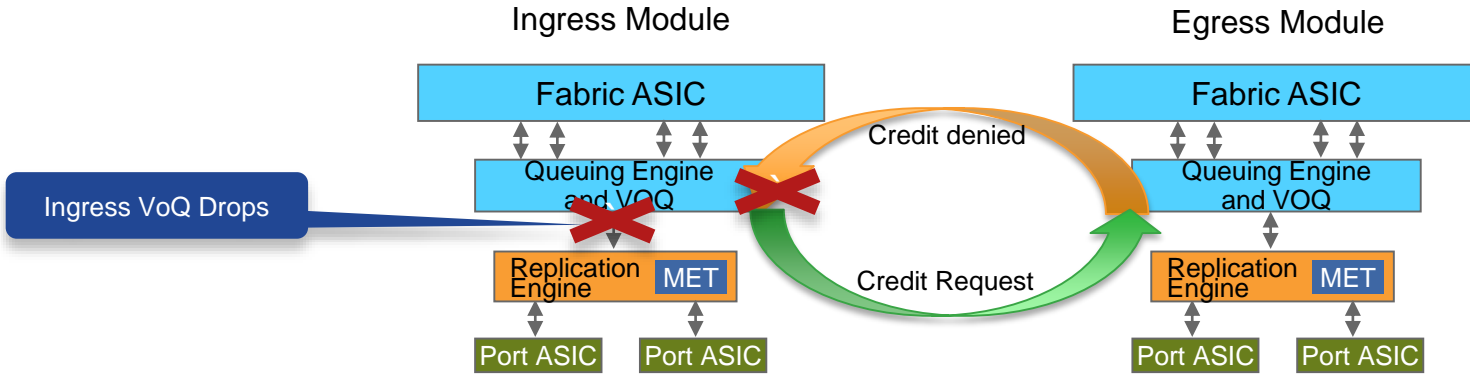 Ingress Module
Egress Module
Fabric ASIC
Fabric ASIC
Credit denied
Queuing Engine
and VOQ
Queuing Engine
and VOQ
Ingress VoQ Drops
Replication
Engine
MET
Credit Request
Replication
Engine
MET
Port ASIC
Port ASIC
Port ASIC
Port ASIC